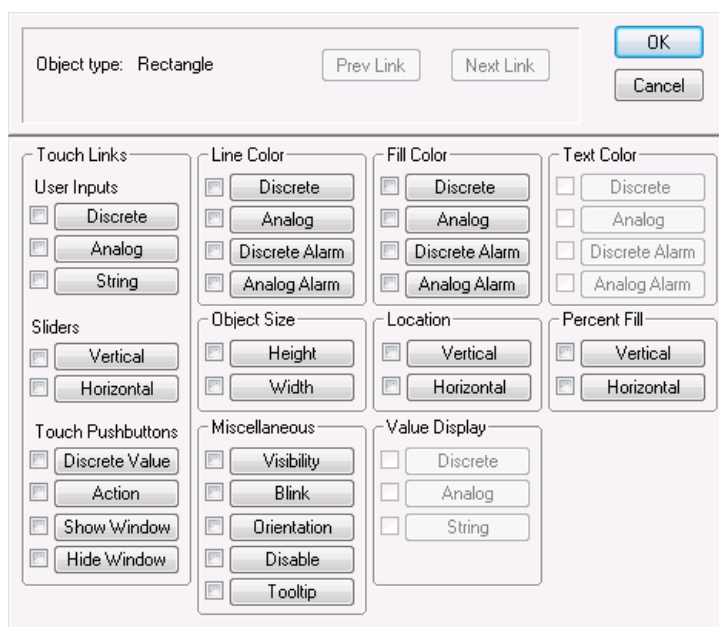 Object type: Rectangle
Prev Link
Next Link
OK
Cancel
Touch Links
User Inputs
Discrete
Analog
String
Sliders
Vertical
Horizontal
Touch Pushbuttons
Discrete Value
Action
Show Window
Hide Window
Line Color
Discrete
Analog
Discrete Alarm
Analog Alarm
Object Size
Height
Width
Miscellaneous
Visibility
Blink
Orientation
Disable
Tooltip
Fill Color
Discrete
Analog
Discrete Alarm
Analog Alarm
Location
Vertical
Horizontal
Value Display
Discrete
Analog
String
Text Color
Discrete
Analog
Discrete Alarm
Analog Alarm
Percent Fill
Vertical
Horizontal